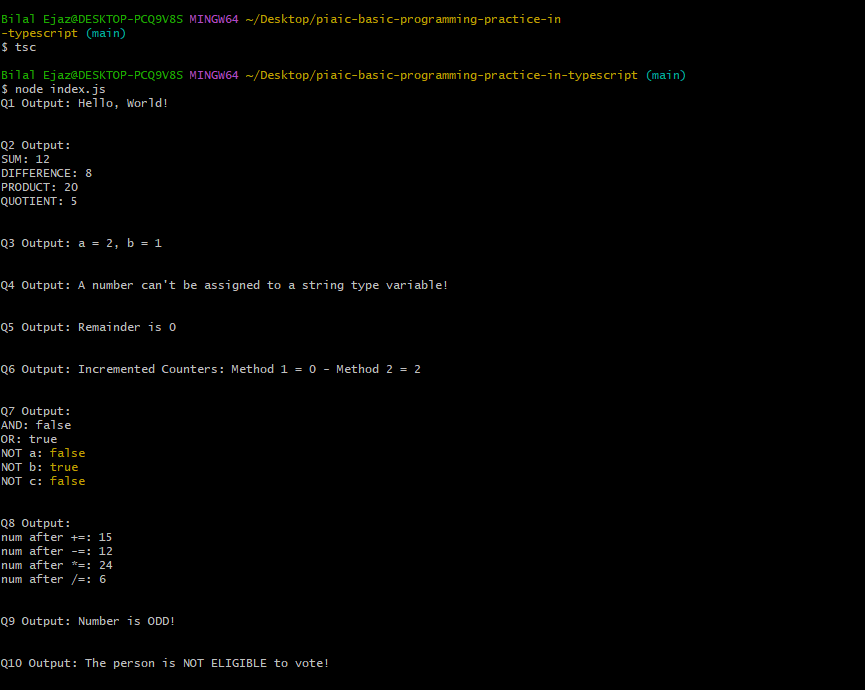 Bilal Ejaz@DESKTOP-PCQ9V8S MINGW64 ~/Desktop/piaic-basic-programming-practice-in
-typescript (main)
$ tsc
Bilal Ejaz@DESKTOP-PCQ9V8S MINGW64 ~/Desktop/piaic-basic-programming-practice-in-typescript (main)
$ node index.js
Q1 Output: Hello, World!
Q2 Output:
SUM: 12
DIFFERENCE: 8
PRODUCT: 20
QUOTIENT: 5
Q3 Output: a = 2, b = 1
Q4 Output: A number can't be assigned to a string type variable!
Q5 Output: Remainder is 0
Q6 Output: Incremented Counters: Method 1 = 0 - Method 2 = 2
Q7 Output:
AND: false
OR: true
NOT a: false
NOT b: true
NOT c: false
Q8 Output:
num after +=: 15
num after -=: 12
num after *=: 24
num after /=: 6
Q9 Output: Number is ODD!
Q10 Output: The person is NOT ELIGIBLE to vote!